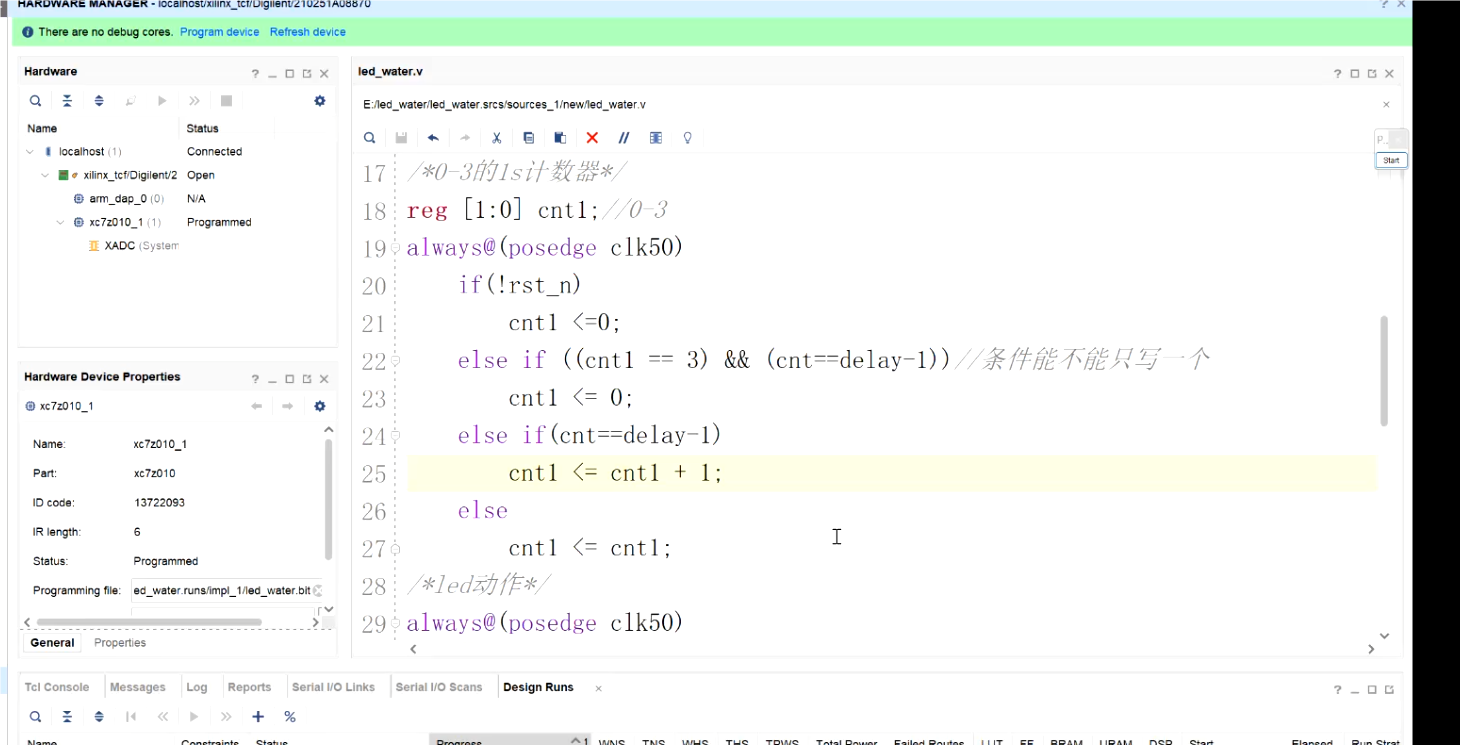 HARDWARE MANAGER - localhost/xilinx_tcf/Digilent/210251A08870
There are no debug cores. Program device Refresh device
Hardware
Name Status
localhost (1) Connected
xilinx_tcf/Digilent/2 Open
arm_dap_0 (0) N/A
xc7z010_1 (1) Programmed
XADC (System
Hardware Device Properties
xc7z010_1
Name: xc7z010_1
Part: xc7z010
ID code: 13722093
IR length: 6
Status: Programmed
Programming file: ed_water.runs/impl_1/led_water.bit
General Properties
led_water.v
E:/led_water/led_water.srcs/sources_1/new/led_water.v
P..
Start
17 /*0-3的1s计数器*/
18 reg [1:0] cnt1;//0-3
19 always@(posedge clk50)
20 if(!rst_n)
21 cnt1 <=0;
22 else if ((cnt1 == 3) && (cnt==delay-1))//条件能不能只写一个
23 cnt1 <= 0;
24 else if(cnt==delay-1)
25 cnt1 <= cnt1 + 1;
26 else
27 cnt1 <= cnt1;
28 /*led动作*/
29 always@(posedge clk50)
Tcl Console Messages Log Reports Serial I/O Links Serial I/O Scans Design Runs
Name Constraints Status Progress 1 WNS TNS WHS THS TPWS Total Power Failed Routes LUT FF BRAM URAM DSP Start Elapsed Run Strat